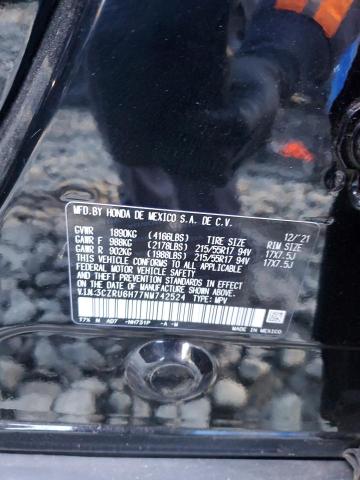 MFD.BY HONDA DE MEXICO S.A. DE C.V. 12/21
GVWR 1890KG (4166LBS) TIRE SIZE RIM SIZE
GAWR F 988KG (2178LBS) 215/55R17 94V 17X7.5J
GAWR R 902KG (1988LBS) 215/55R17 94V 17X7.5J
THIS VEHICLE CONFORMS TO ALL APPLICABLE
FEDERAL MOTOR VEHICLE SAFETY AND THEFT
PREVENTION STANDARDS IN EFFECT ON THE DATE
OF MANUFACTURE SHOWN ABOVE.
V.I.N:3CZRU6H77NM742524 TYPE: MPV
MADE IN MEXICO
NH731P -A -M